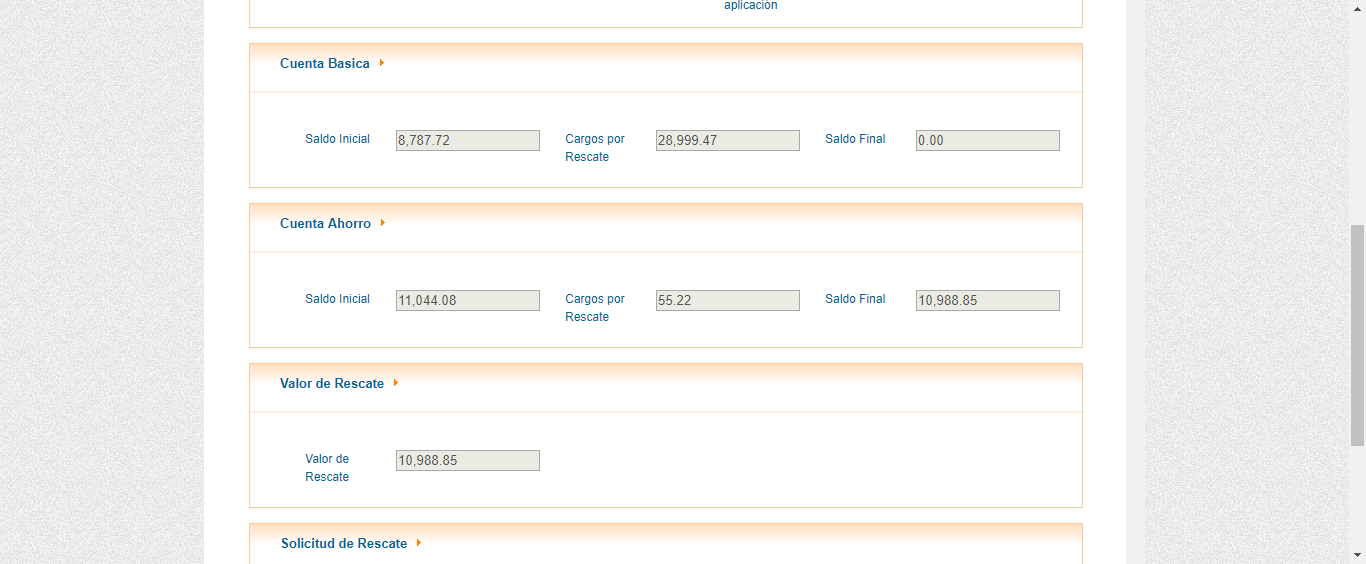 aplicación
Cuenta Basica
Saldo Inicial 8,787.72 Cargos por Rescate 28,999.47 Saldo Final 0.00
Cuenta Ahorro
Saldo Inicial 11,044.08 Cargos por Rescate 55.22 Saldo Final 10,988.85
Valor de Rescate
Valor de Rescate 10,988.85
Solicitud de Rescate